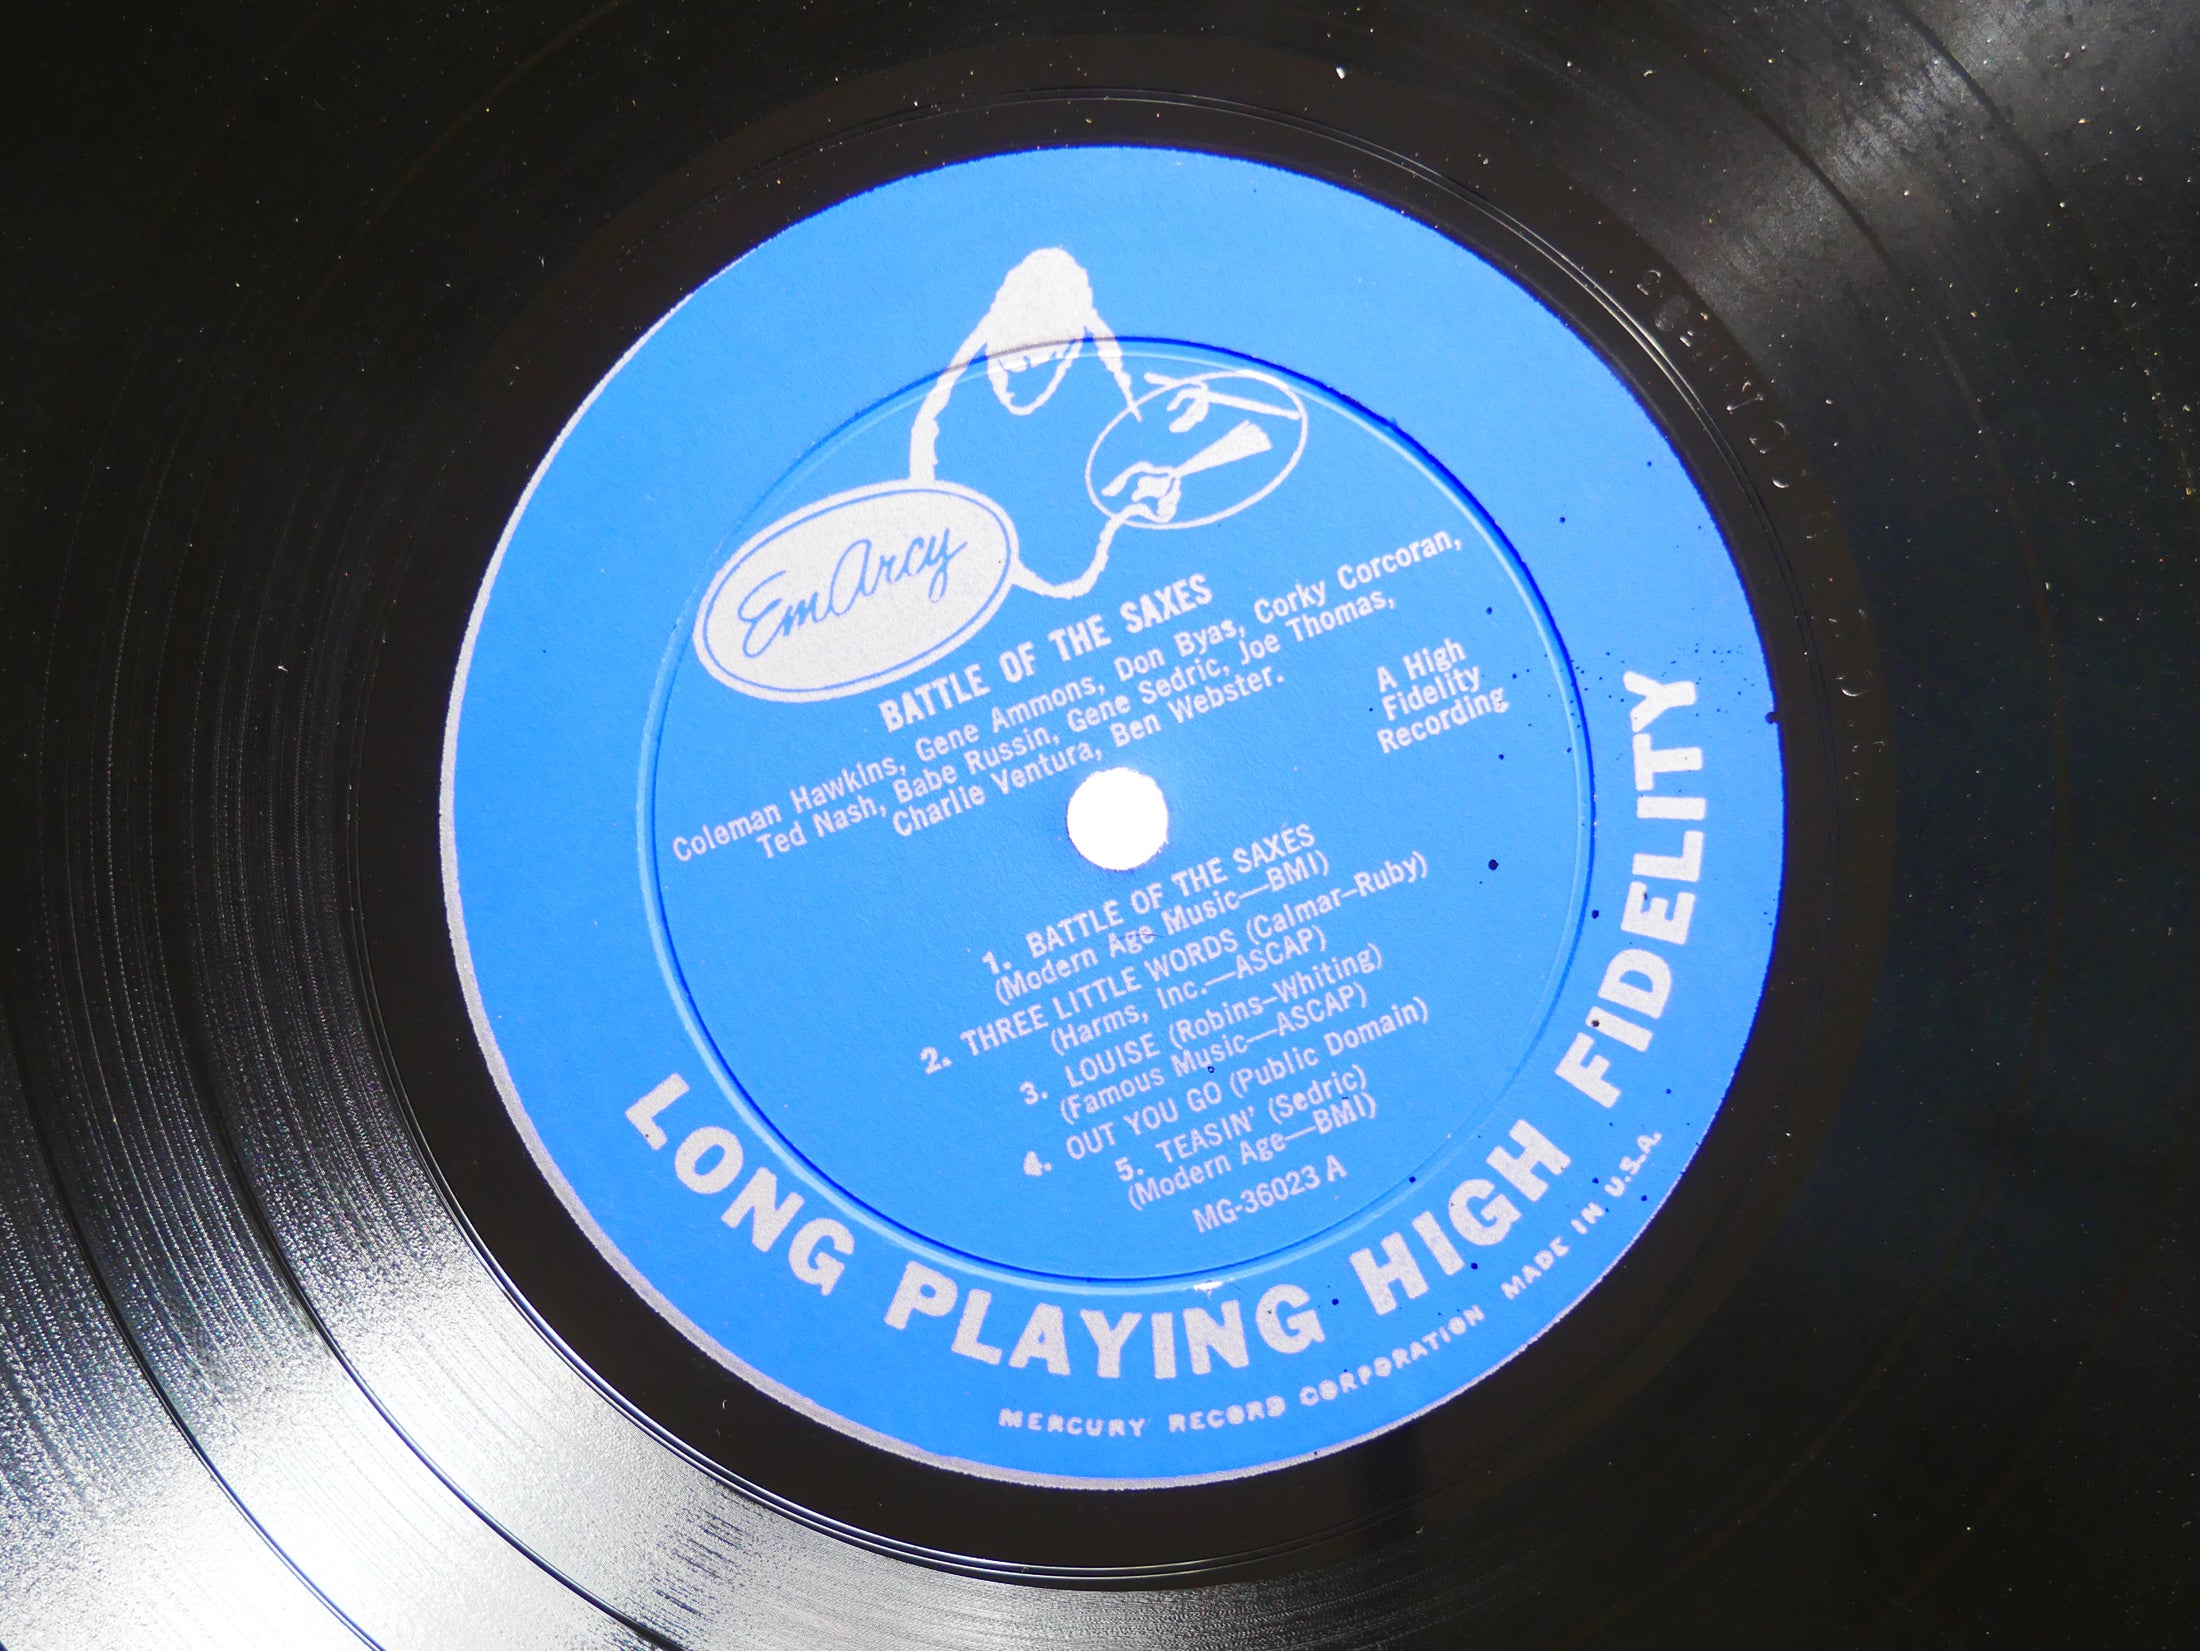 EmArcy
BATTLE OF THE SAXES
Coleman Hawkins, Gene Ammons, Don Byas, Corky Corcoran,
Ted Nash, Babe Russin, Gene Sedric, Joe Thomas,
Charlie Ventura, Ben Webster.
A High
Fidelity
Recording
1. BATTLE OF THE SAXES
(Modern Age Music—BMI)
2. THREE LITTLE WORDS (Calmar–Ruby)
(Harms, Inc.—ASCAP)
3. LOUISE (Robins–Whiting)
(Famous Music—ASCAP)
4. OUT YOU GO (Public Domain)
5. TEASIN' (Sedric)
(Modern Age—BMI)
MG-36023 A
LONG PLAYING HIGH FIDELITY
MERCURY RECORD CORPORATION MADE IN U.S.A.